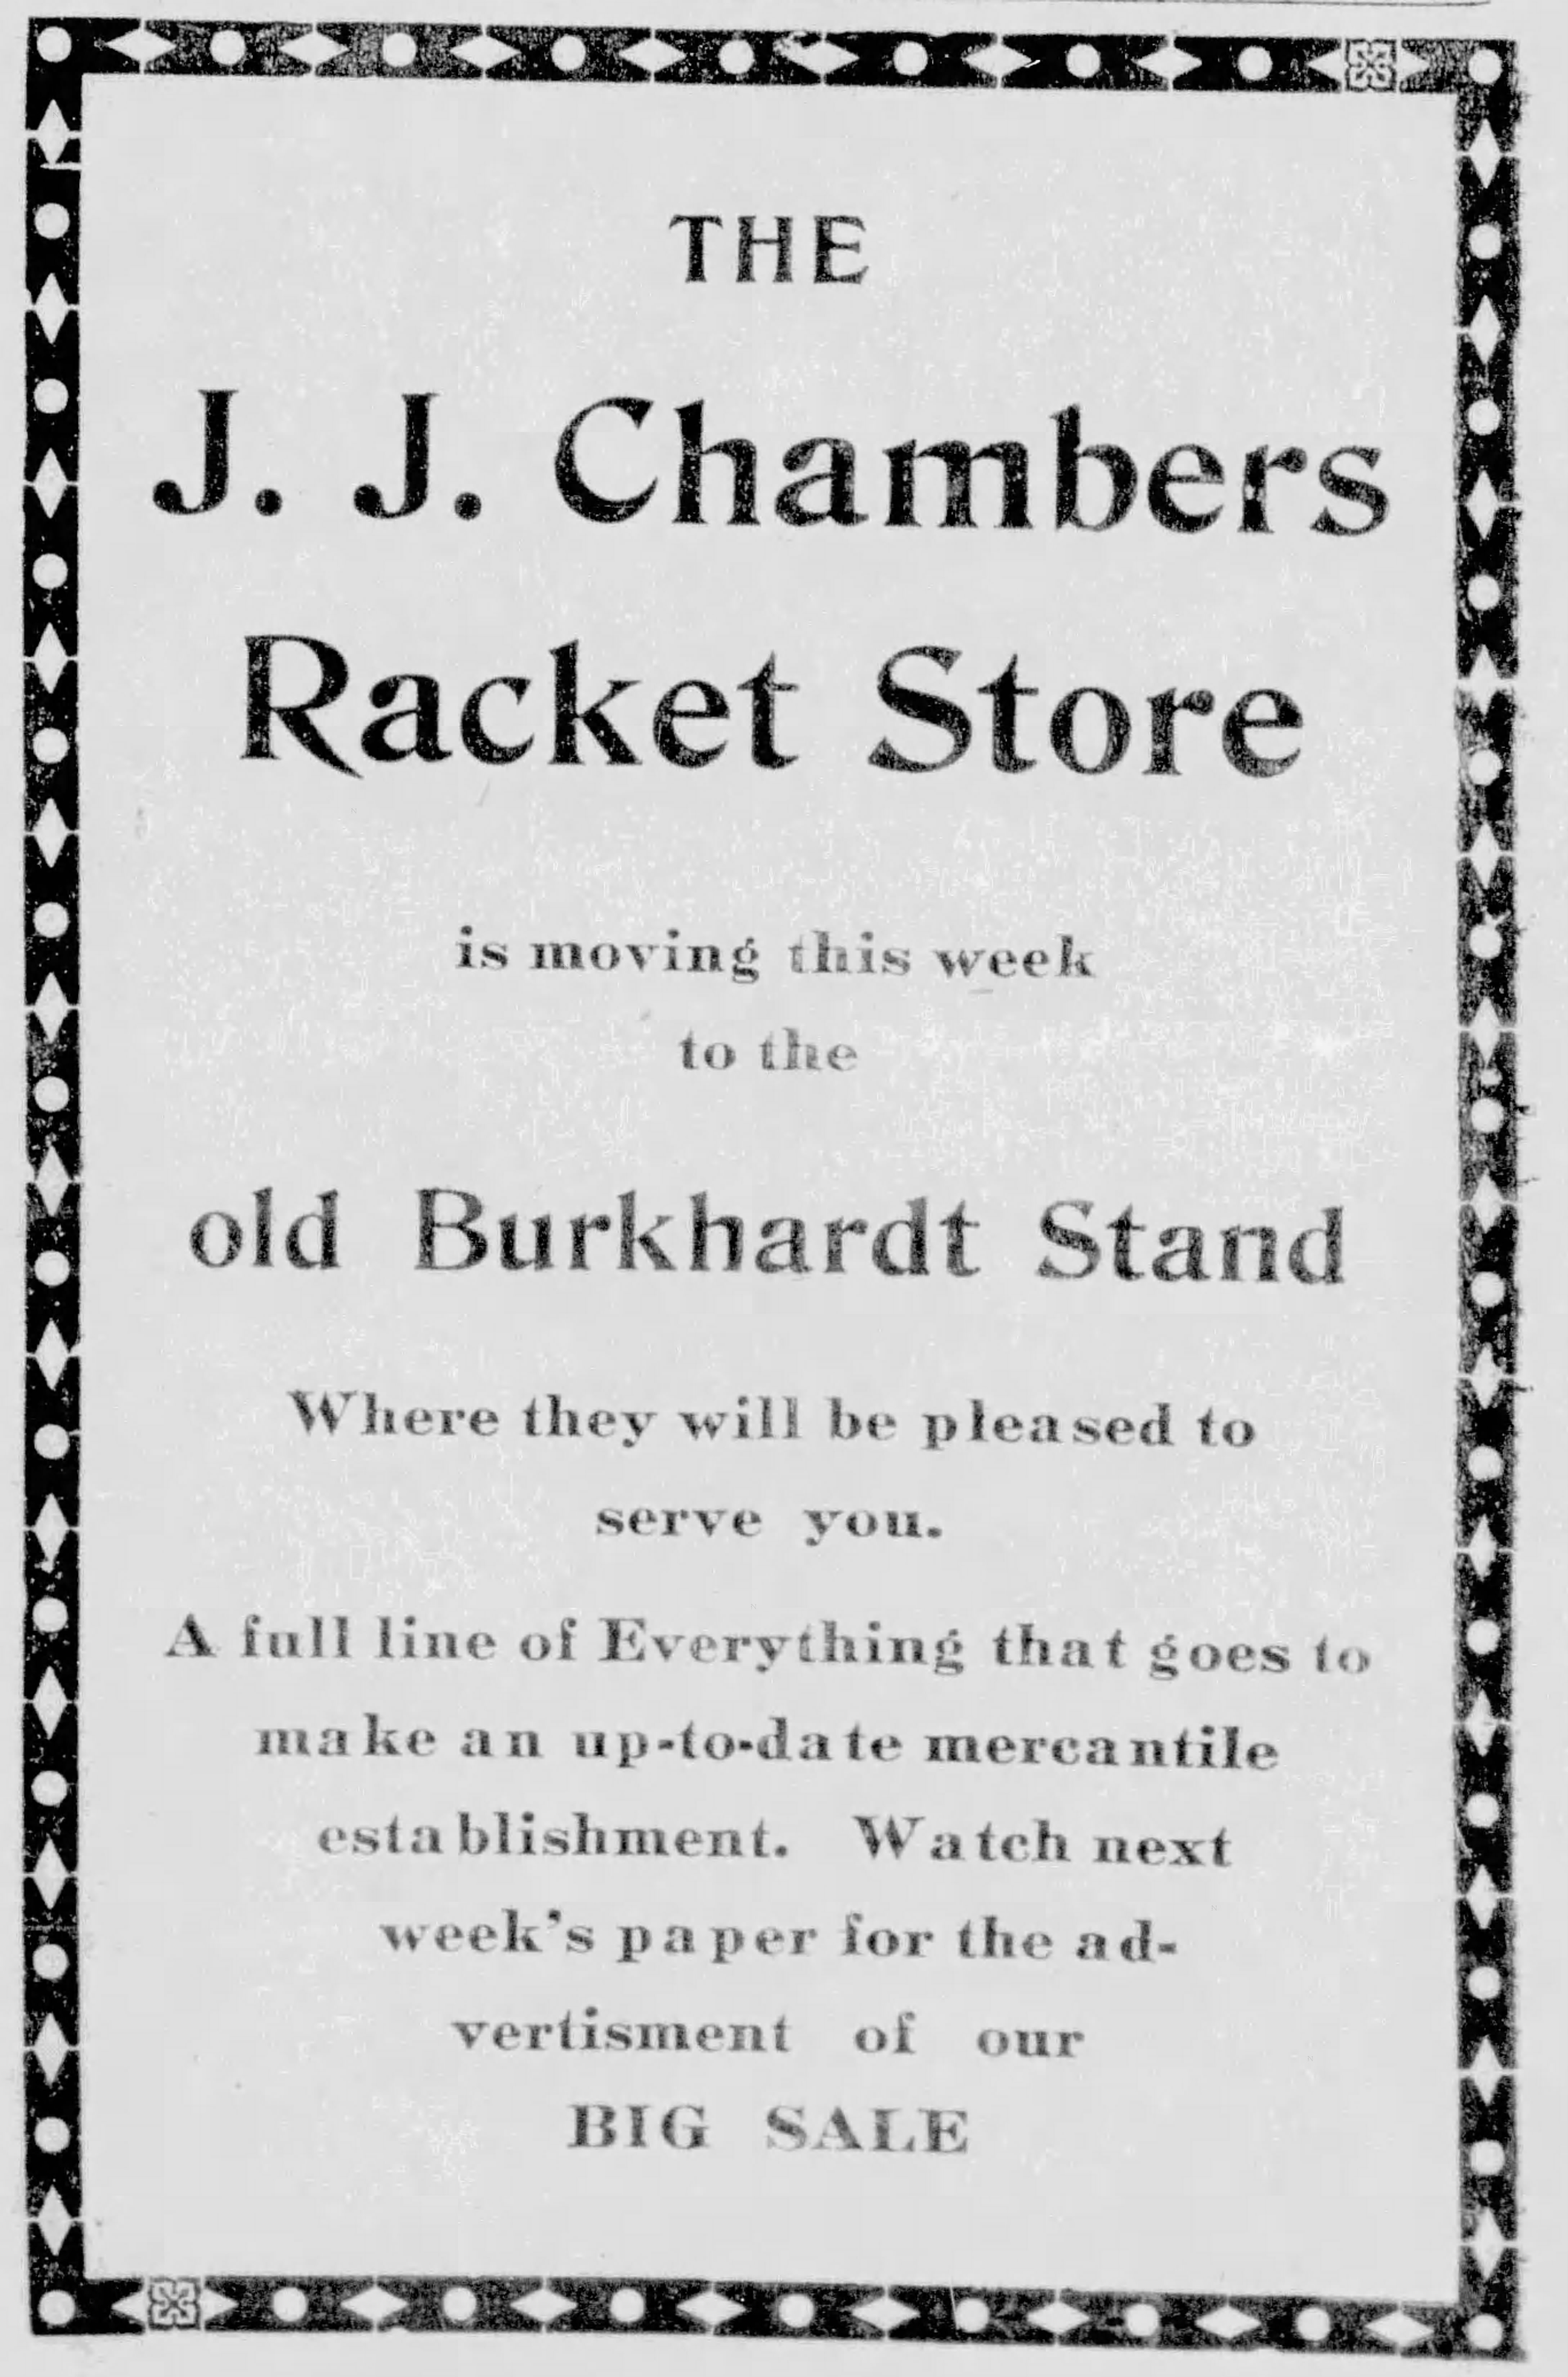 THE
J. J. Chambers
Racket Store
is moving this week
to the
old Burkhardt Stand
Where they will be pleased to
serve you.
A full line of Everything that goes to
make an up-to-date mercantile
establishment. Watch next
week's paper for the ad-
vertisment of our
BIG SALE